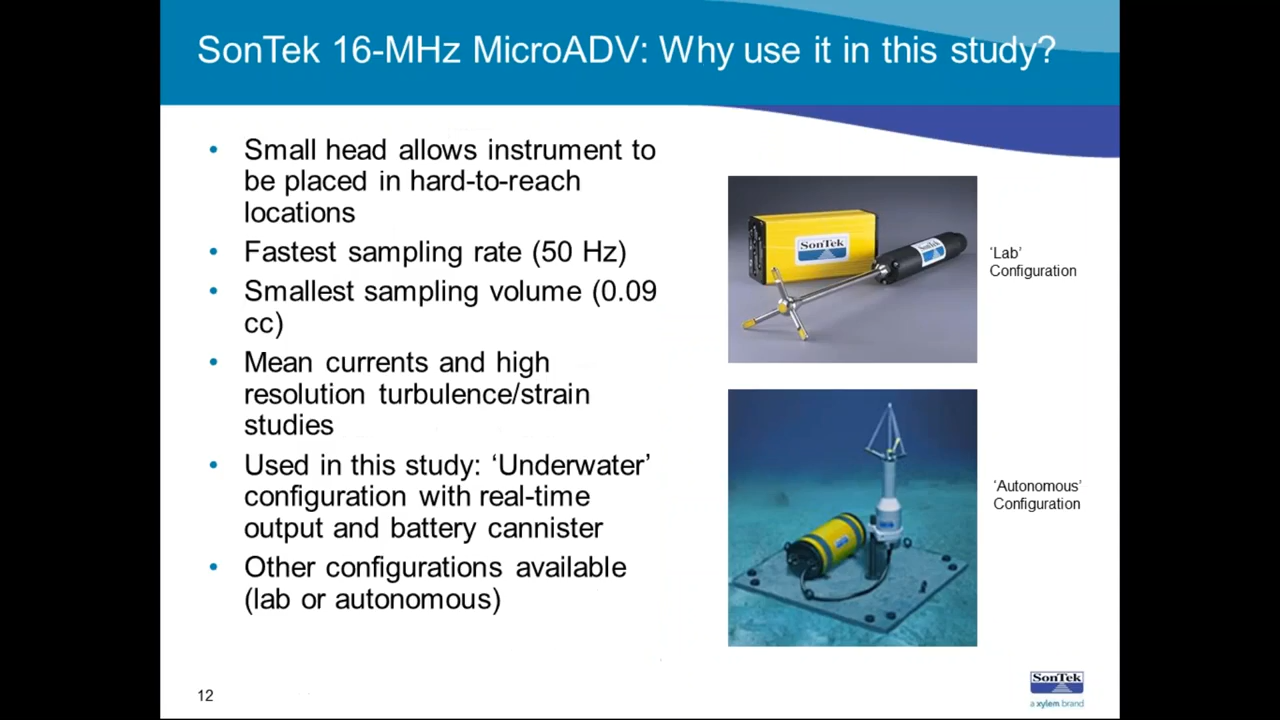 SonTek 16-MHz MicroADV: Why use it in this study?
• Small head allows instrument to
be placed in hard-to-reach
locations
• Fastest sampling rate (50 Hz)
• Smallest sampling volume (0.09
cc)
• Mean currents and high
resolution turbulence/strain
studies
• Used in this study: ‘Underwater’
configuration with real-time
output and battery cannister
• Other configurations available
(lab or autonomous)
SonTek
SonTek
‘Lab’
Configuration
‘Autonomous’
Configuration
12
SonTek
a xylem brand